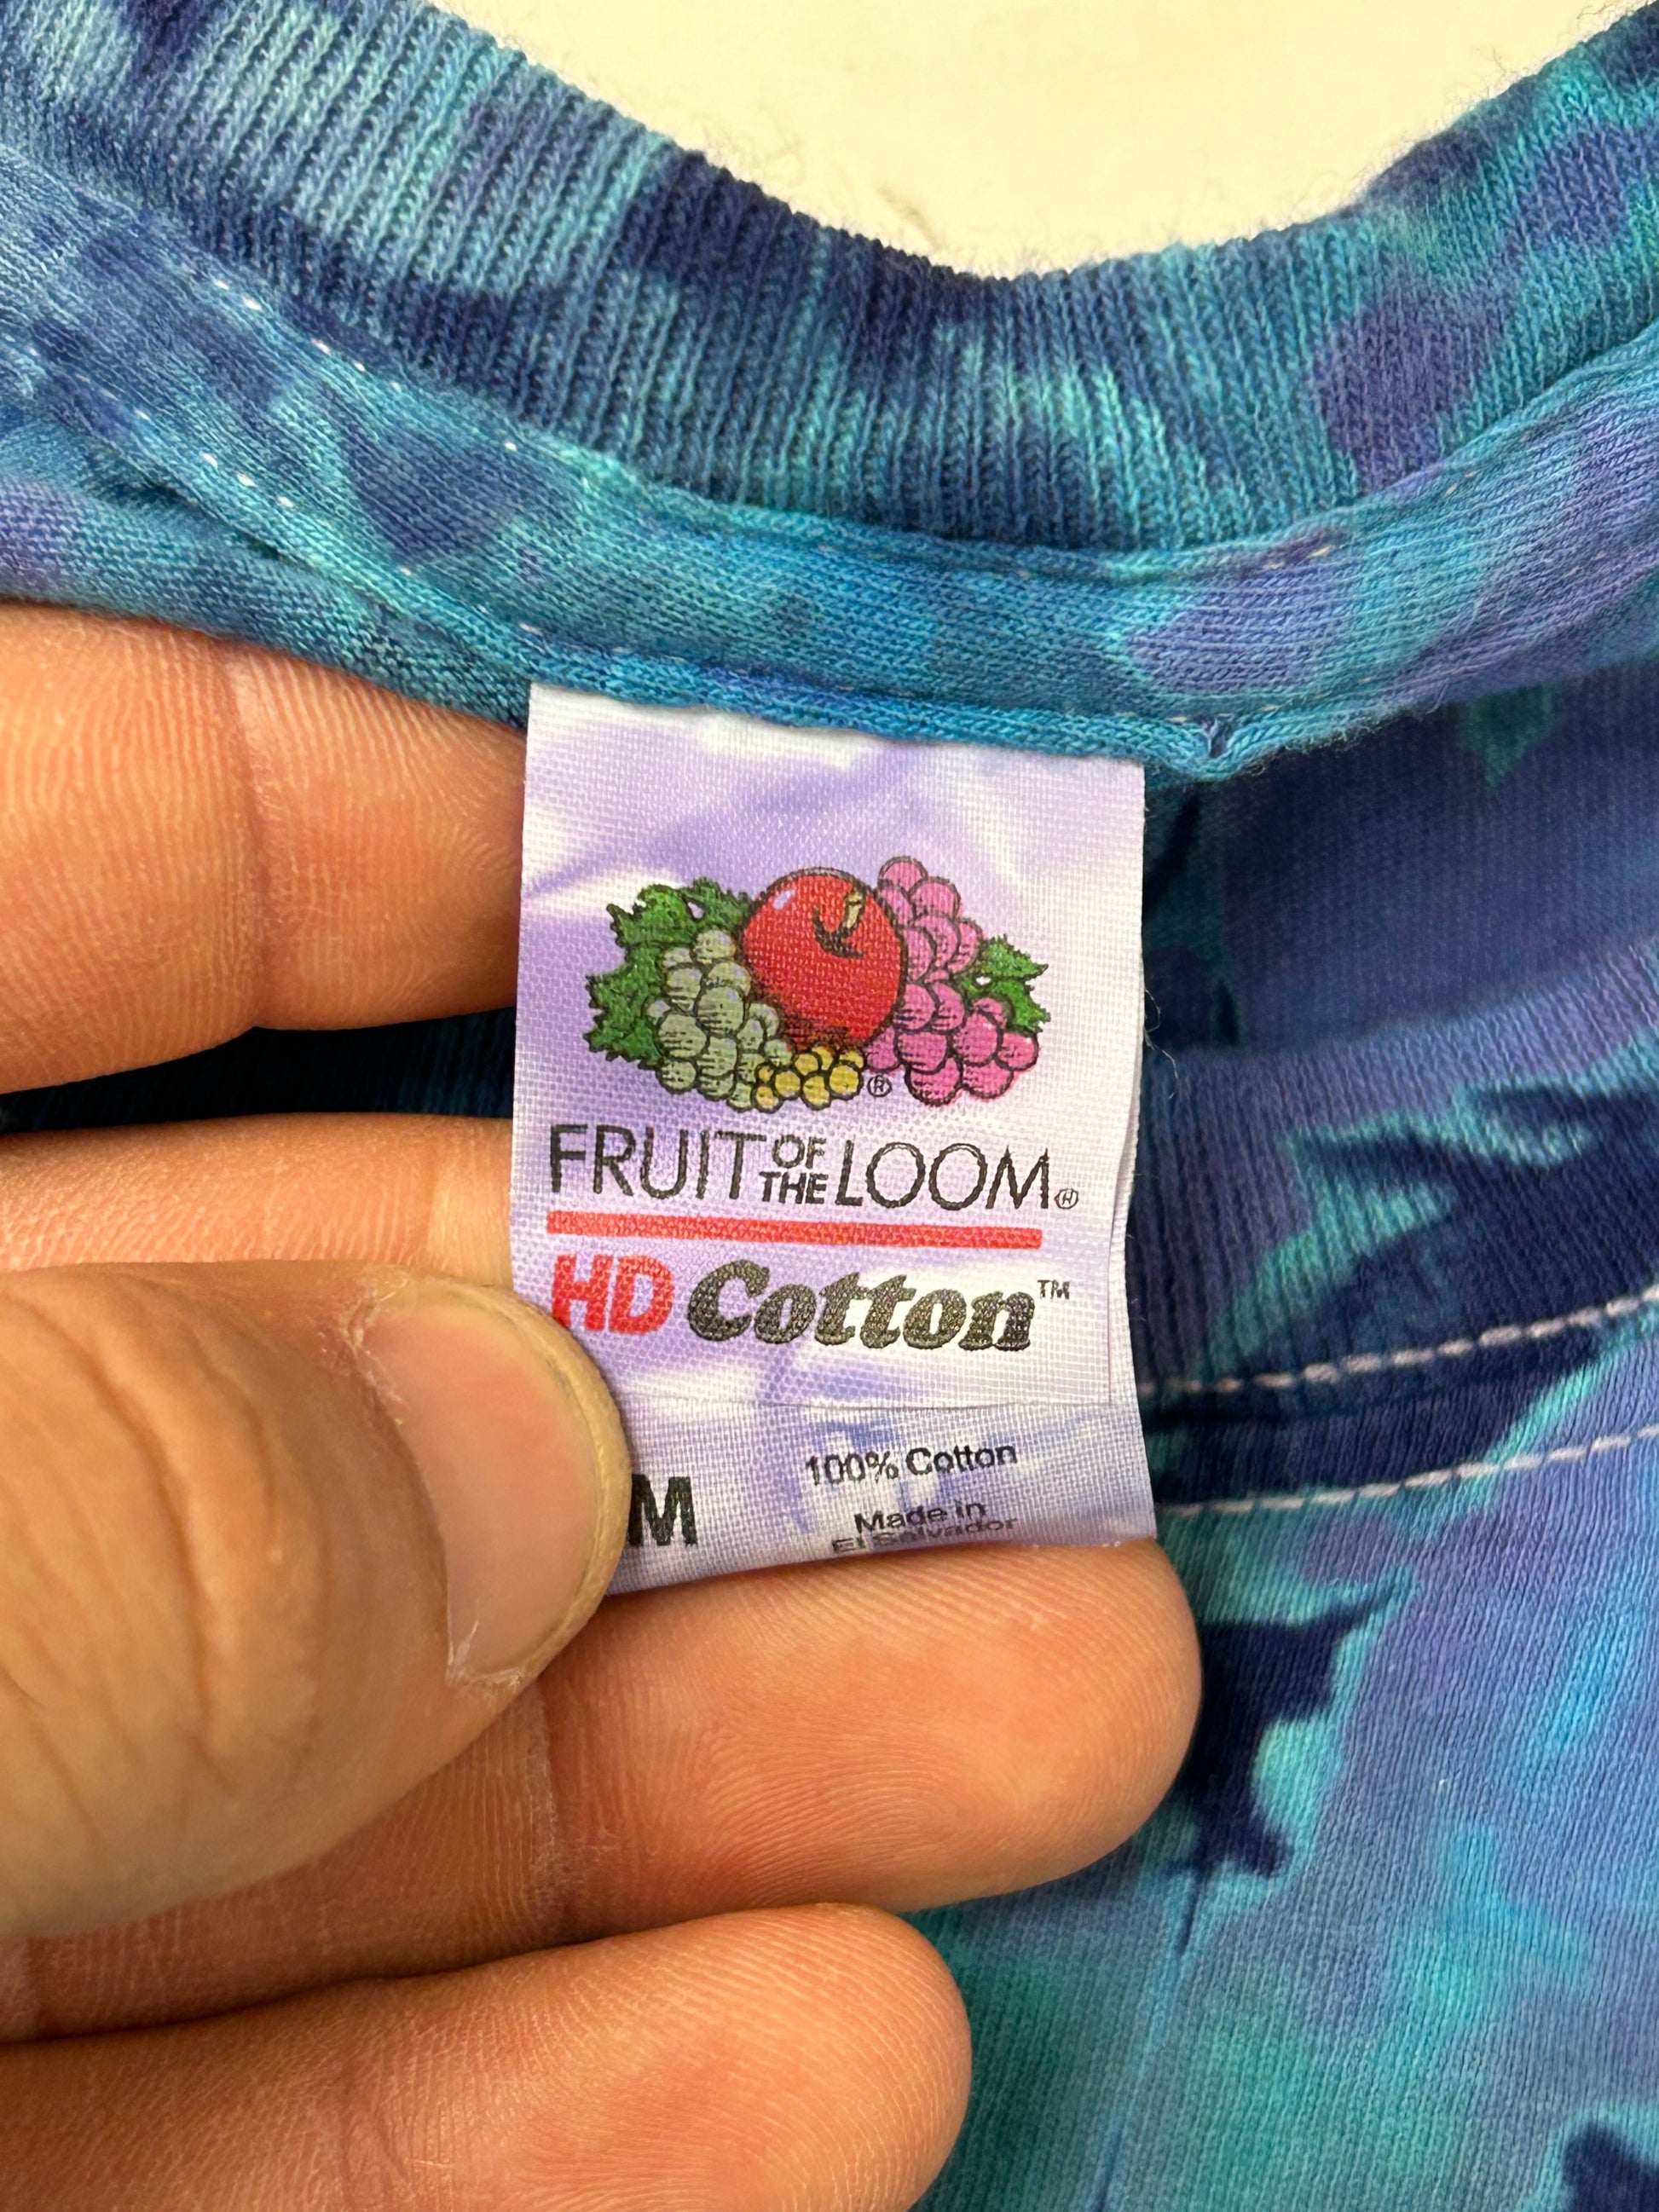 ®
FRUIT OF THE LOOM®
HD Cotton™
M
100% Cotton
Made in
El Salvador